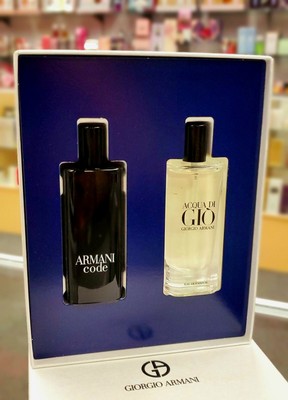 ARMANI
code
ACQUA DI
GIÒ
GIORGIO ARMANI
GIORGIO ARMANI